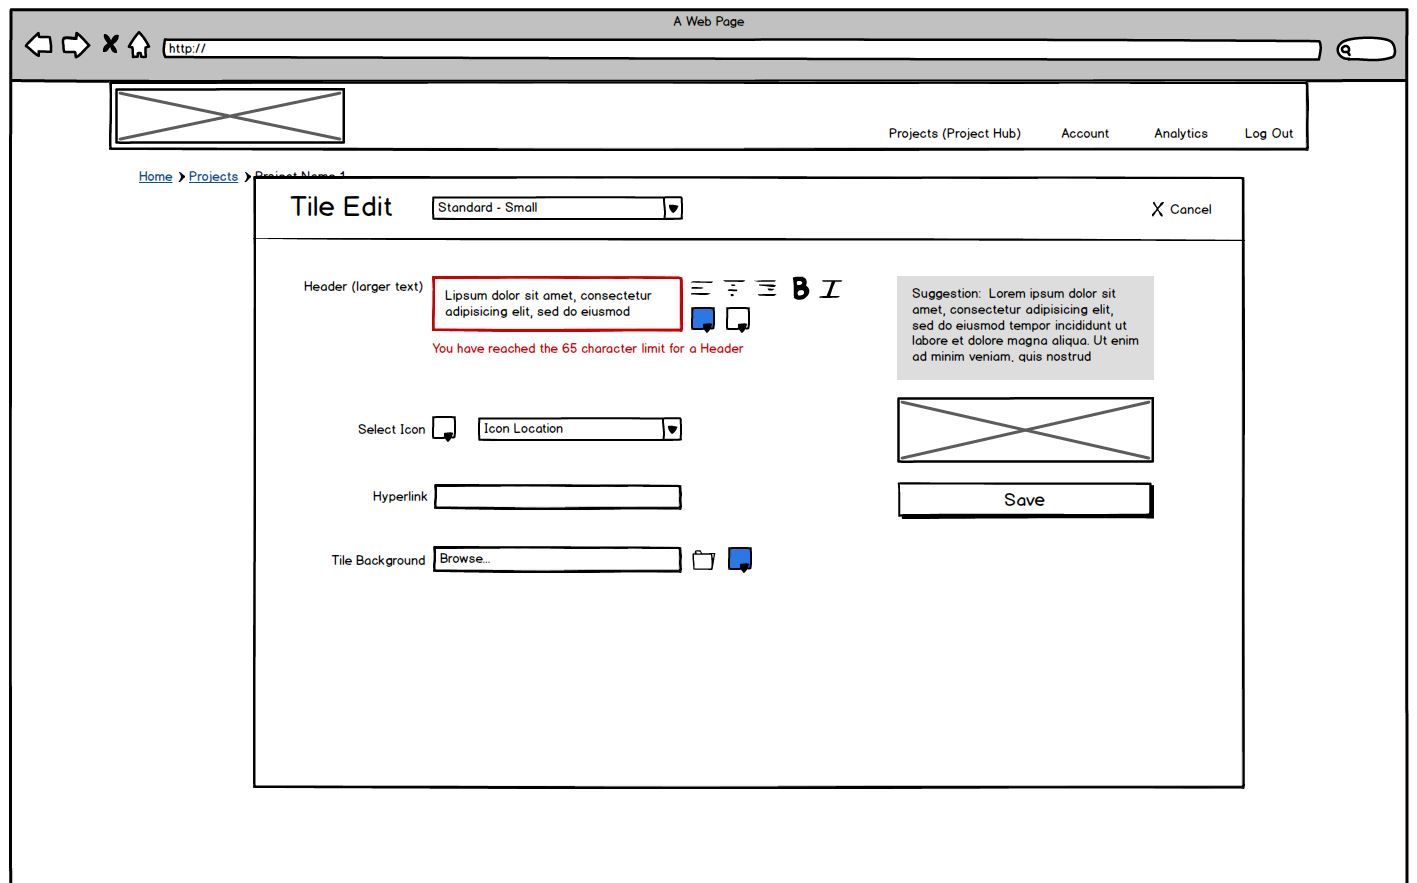 A Web Page
http://
Projects (Project Hub) Account Analytics Log Out
Home Projects Project Name 1
Tile Edit
Standard - Small
X Cancel
Header (larger text)
Lipsum dolor sit amet, consectetur
adipisicing elit, sed do eiusmod
B I
You have reached the 65 character limit for a Header
Suggestion: Lorem ipsum dolor sit
amet, consectetur adipisicing elit,
sed do eiusmod tempor incididunt ut
labore et dolore magna aliqua. Ut enim
ad minim veniam, quis nostrud
Select Icon
Icon Location
Hyperlink
Save
Tile Background
Browse...